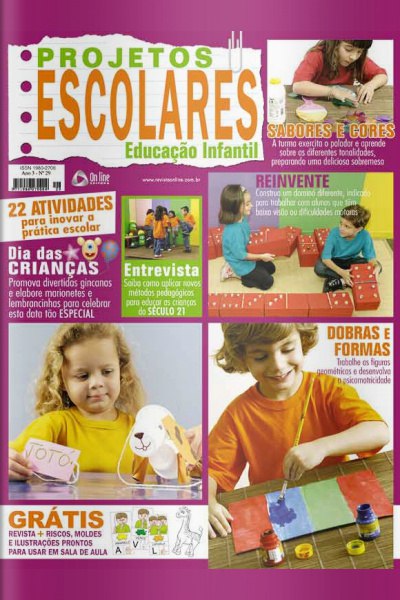 PROJETOS
ESCOLARES
Educação Infantil
ISSN 1983-2706
Ano 3 - Nº 29
On line
EDITORA
www.revistaonline.com.br
SABORES E CORES
A turma exercita o paladar e aprende
sobre as diferentes tonalidades,
preparando uma deliciosa sobremesa
22 ATIVIDADES
para inovar a
prática escolar
Dia das
CRIANÇAS
Promova divertidas gincanas
e elabore marionetes e
lembrancinhas para celebrar
esta data tão ESPECIAL
Entrevista
Saiba como aplicar novos
métodos pedagógicos
para educar as crianças
do SÉCULO 21
REINVENTE
Construa um dominó diferente, indicado
para trabalhar com alunos que têm
baixa visão ou dificuldades motoras
DOBRAS E
FORMAS
Trabalhe as figuras
geométricas e desenvolva
a psicomotricidade
TOTÓ
GRÁTIS
REVISTA + RISCOS, MOLDES
E ILUSTRAÇÕES PRONTOS
PARA USAR EM SALA DE AULA
A V L